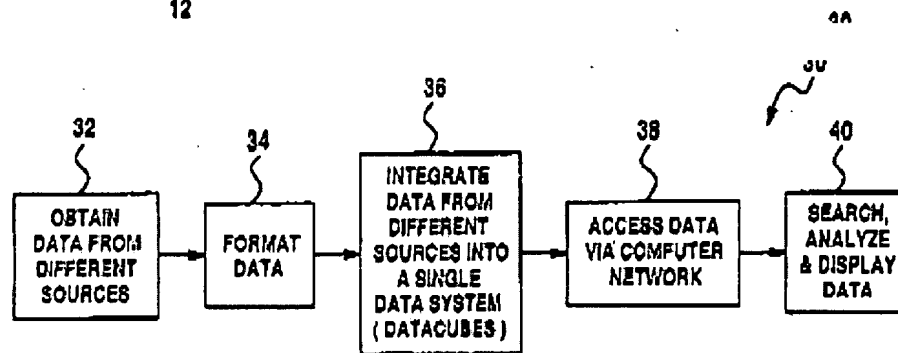 12
32
OBTAIN
DATA FROM
DIFFERENT
SOURCES
34
FORMAT
DATA
36
INTEGRATE
DATA FROM
DIFFERENT
SOURCES INTO
A SINGLE
DATA SYSTEM
( DATACUBES )
38
ACCESS DATA
VIA COMPUTER
NETWORK
40
SEARCH,
ANALYZE
& DISPLAY
DATA